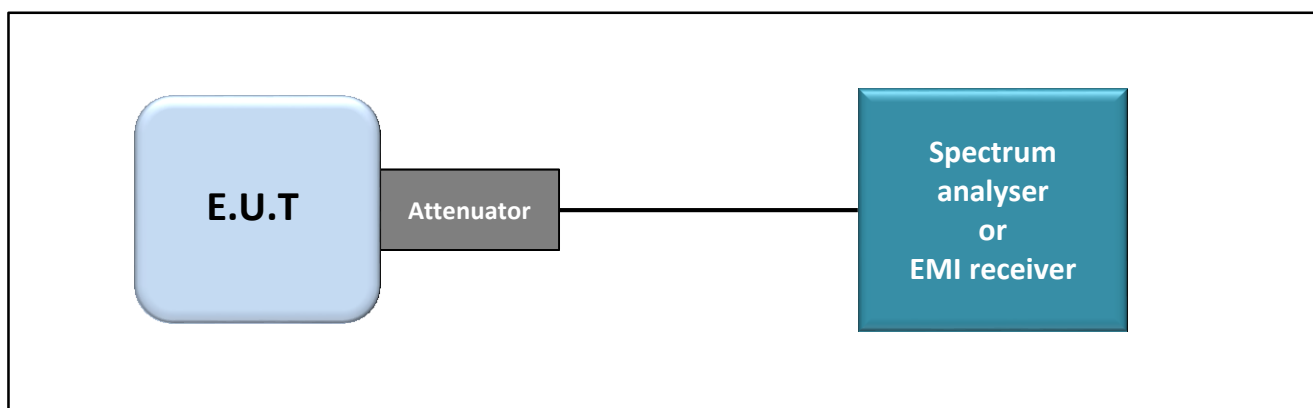 E.U.T
Attenuator
Spectrum
analyser
or
EMI receiver